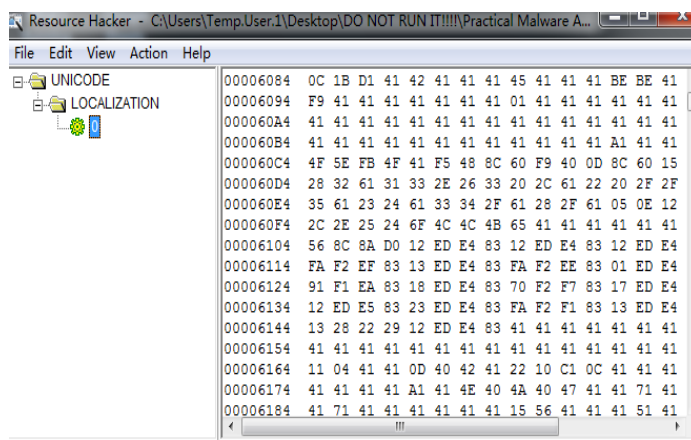 Resource Hacker - C:\Users\Temp.User.1\Desktop\DO NOT RUN IT!!!!\Practical Malware A...
File Edit View Action Help
UNICODE
LOCALIZATION
0
00006084 0C 1B D1 41 42 41 41 41 45 41 41 41 BE BE 41
00006094 F9 41 41 41 41 41 41 41 01 41 41 41 41 41 41
000060A4 41 41 41 41 41 41 41 41 41 41 41 41 41 41 41
000060B4 41 41 41 41 41 41 41 41 41 41 41 41 A1 41 41
000060C4 4F 5E FB 4F 41 F5 48 8C 60 F9 40 0D 8C 60 15
000060D4 28 32 61 31 33 2E 26 33 20 2C 61 22 20 2F 2F
000060E4 35 61 23 24 61 33 34 2F 61 28 2F 61 05 0E 12
000060F4 2C 2E 25 24 6F 4C 4C 4B 65 41 41 41 41 41 41
00006104 56 8C 8A D0 12 ED E4 83 12 ED E4 83 12 ED E4
00006114 FA F2 EF 83 13 ED E4 83 FA F2 EE 83 01 ED E4
00006124 91 F1 EA 83 18 ED E4 83 70 F2 F7 83 17 ED E4
00006134 12 ED E5 83 23 ED E4 83 FA F2 F1 83 13 ED E4
00006144 13 28 22 29 12 ED E4 83 41 41 41 41 41 41 41
00006154 41 41 41 41 41 41 41 41 41 41 41 41 41 41 41
00006164 11 04 41 41 0D 40 42 41 22 10 C1 0C 41 41 41
00006174 41 41 41 41 A1 41 4E 40 4A 40 47 41 41 71 41
00006184 41 71 41 41 41 41 41 41 15 56 41 41 41 51 41